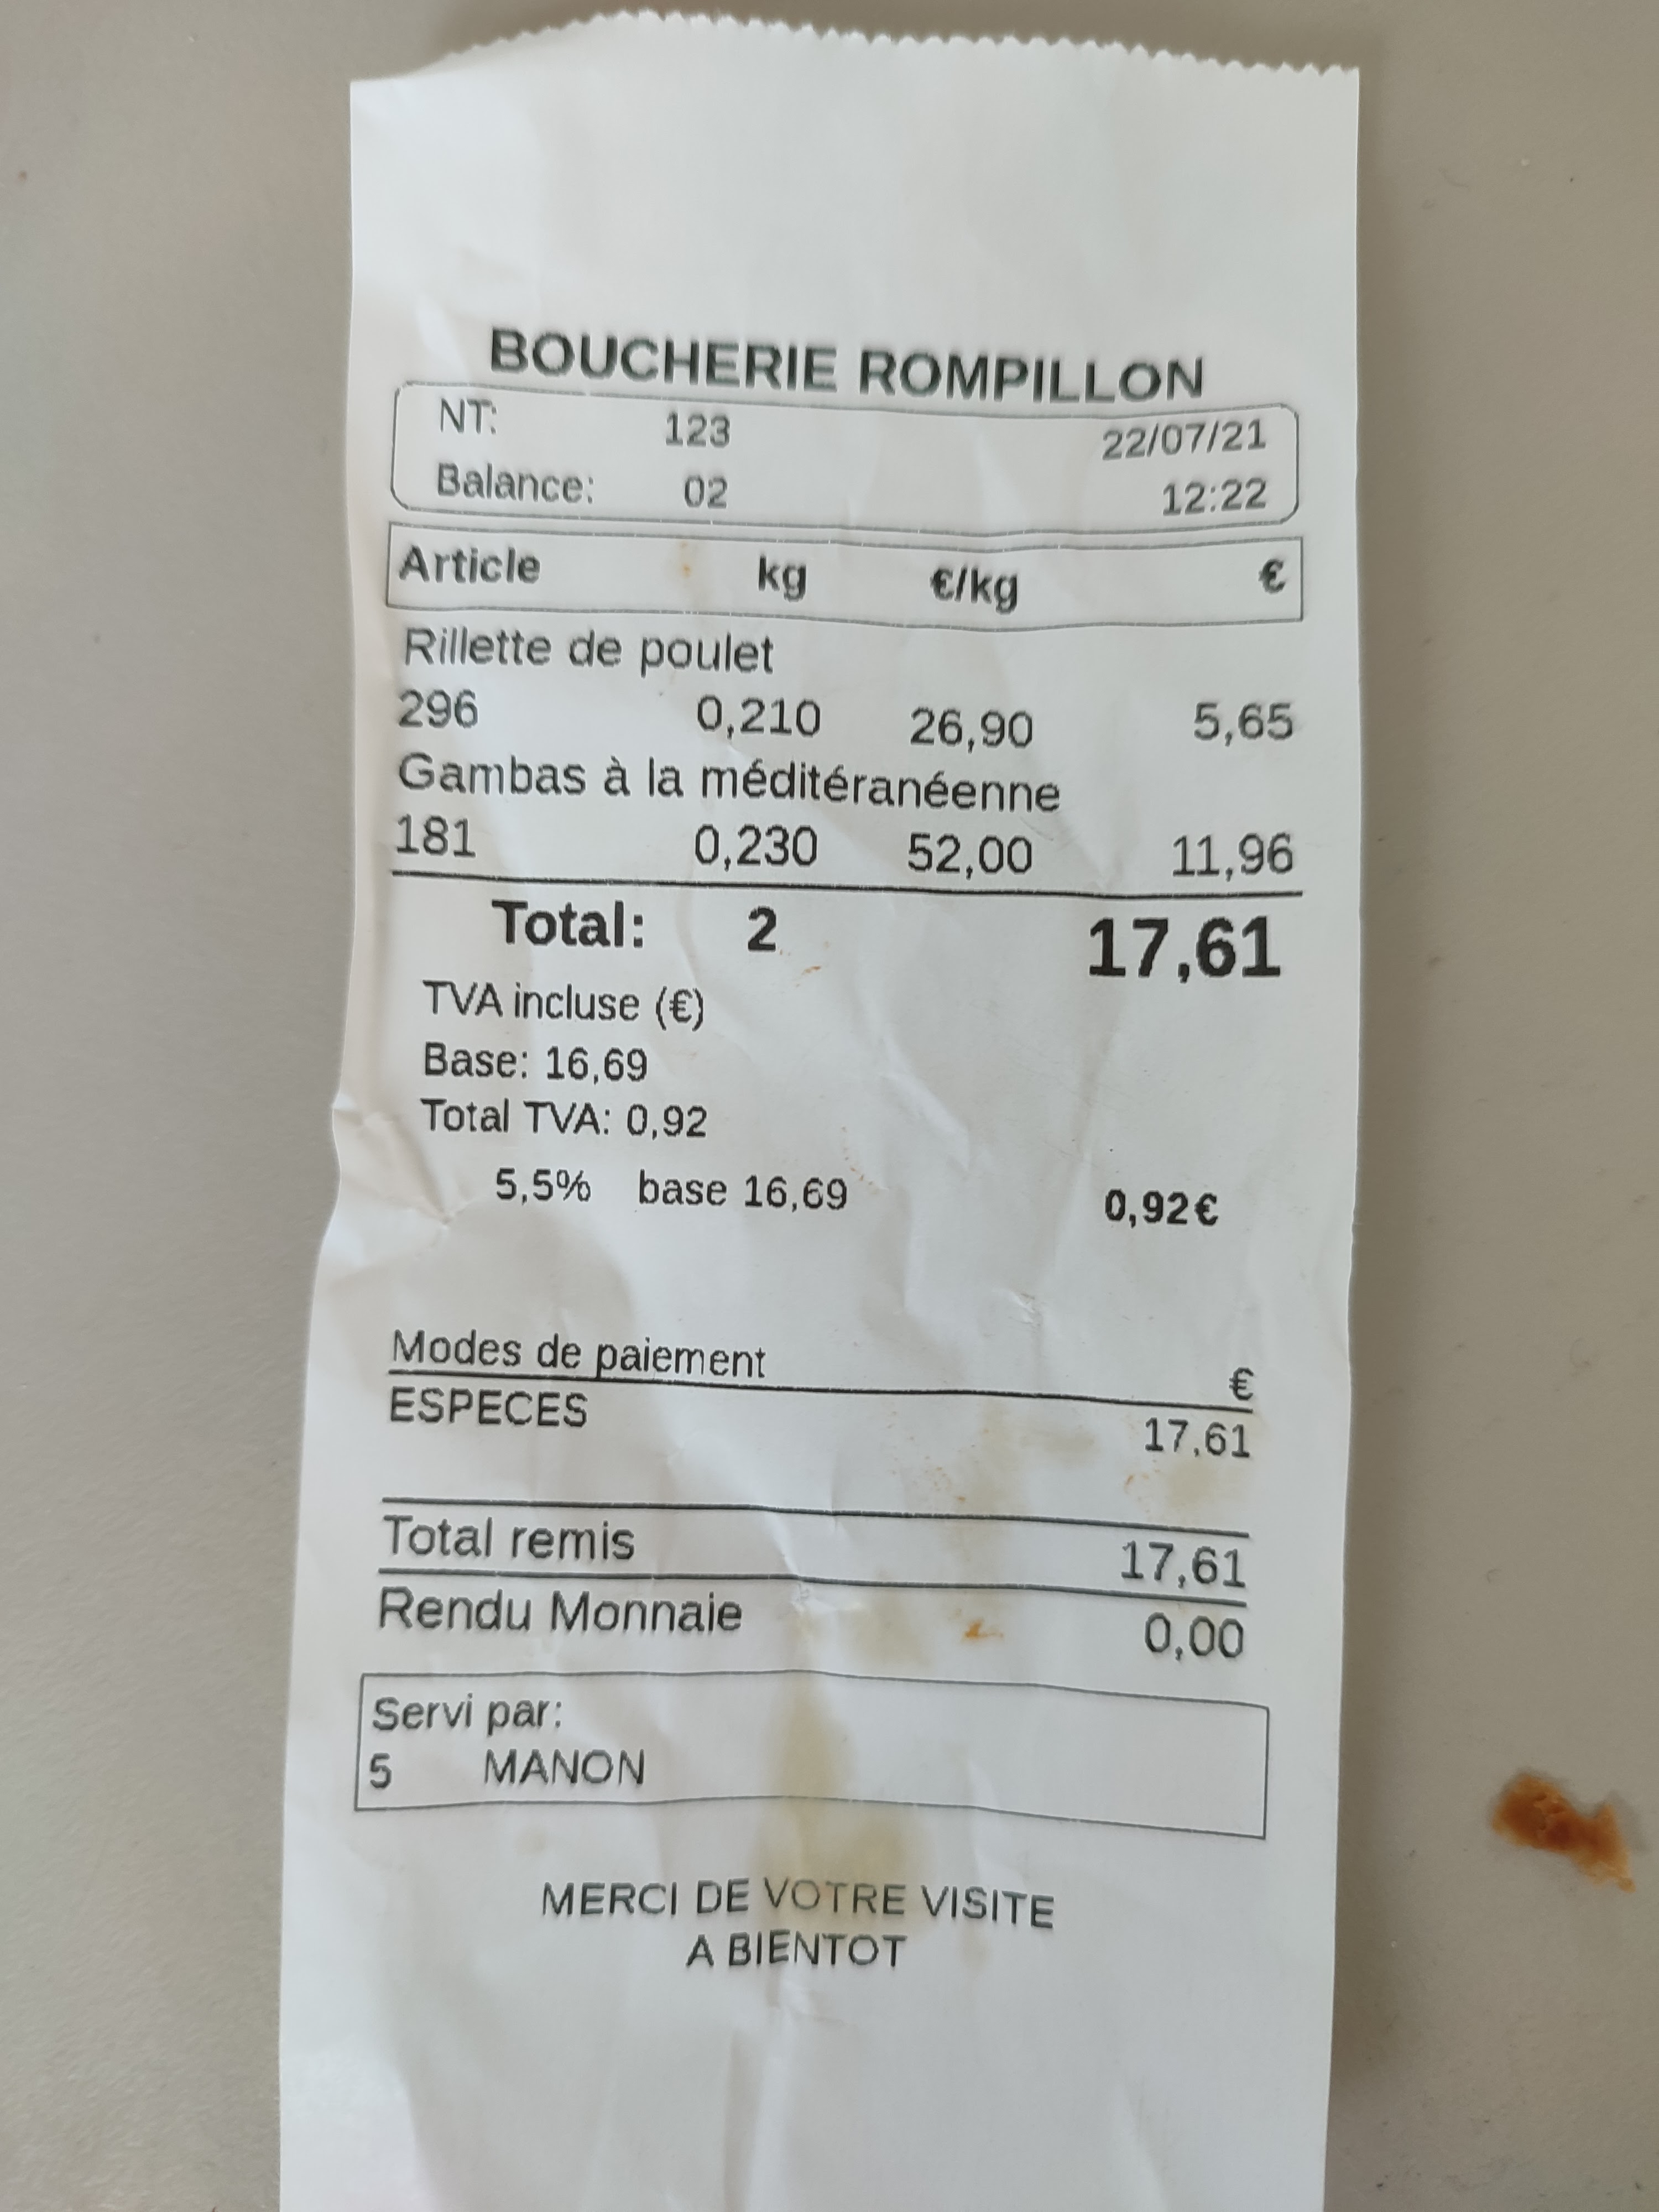 BOUCHERIE ROMPILLON
NT: 123 22/07/21
Balance: 02 12:22
Article kg €/kg €
Rillette de poulet
296 0,210 26,90 5,65
Gambas à la méditéranéenne
181 0,230 52,00 11,96
Total: 2 17,61
TVA incluse (€)
Base: 16,69
Total TVA: 0,92
5,5% base 16,69 0,92€
Modes de paiement €
ESPECES 17,61
Total remis 17,61
Rendu Monnaie 0,00
Servi par:
5 MANON
MERCI DE VOTRE VISITE
A BIENTOT